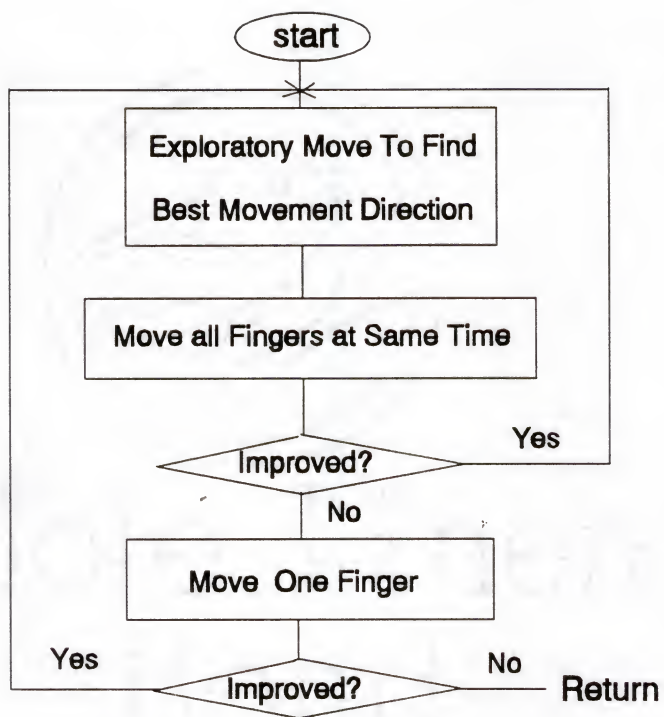 start
Exploratory Move To Find
Best Movement Direction
Move all Fingers at Same Time
Improved?
Yes
No
Move One Finger
Improved?
Yes
No
Return